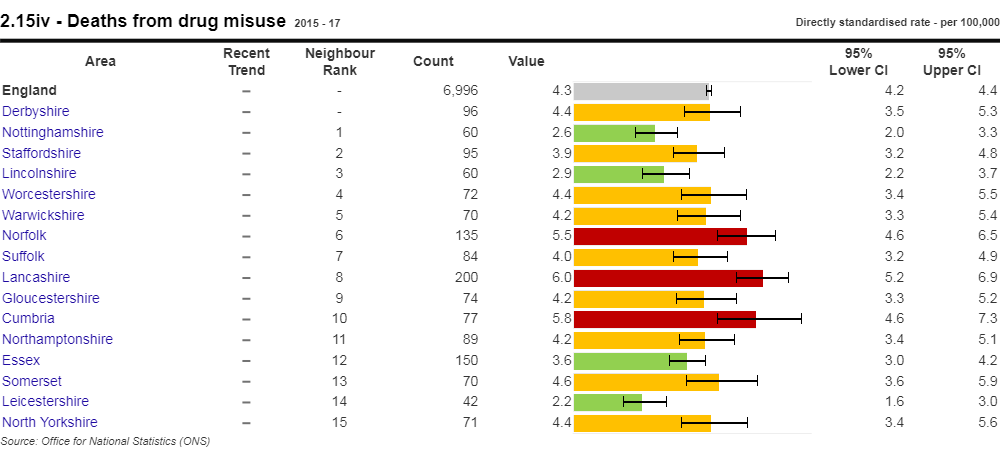 2.15iv - Deaths from drug misuse 2015 - 17 Directly standardised rate - per 100,000
Area Recent Trend Neighbour Rank Count Value 95% Lower CI 95% Upper CI
England – - 6,996 4.3 4.2 4.4
Derbyshire – - 96 4.4 3.5 5.3
Nottinghamshire – 1 60 2.6 2.0 3.3
Staffordshire – 2 95 3.9 3.2 4.8
Lincolnshire – 3 60 2.9 2.2 3.7
Worcestershire – 4 72 4.4 3.4 5.5
Warwickshire – 5 70 4.2 3.3 5.4
Norfolk – 6 135 5.5 4.6 6.5
Suffolk – 7 84 4.0 3.2 4.9
Lancashire – 8 200 6.0 5.2 6.9
Gloucestershire – 9 74 4.2 3.3 5.2
Cumbria – 10 77 5.8 4.6 7.3
Northamptonshire – 11 89 4.2 3.4 5.1
Essex – 12 150 3.6 3.0 4.2
Somerset – 13 70 4.6 3.6 5.9
Leicestershire – 14 42 2.2 1.6 3.0
North Yorkshire – 15 71 4.4 3.4 5.6
Source: Office for National Statistics (ONS)